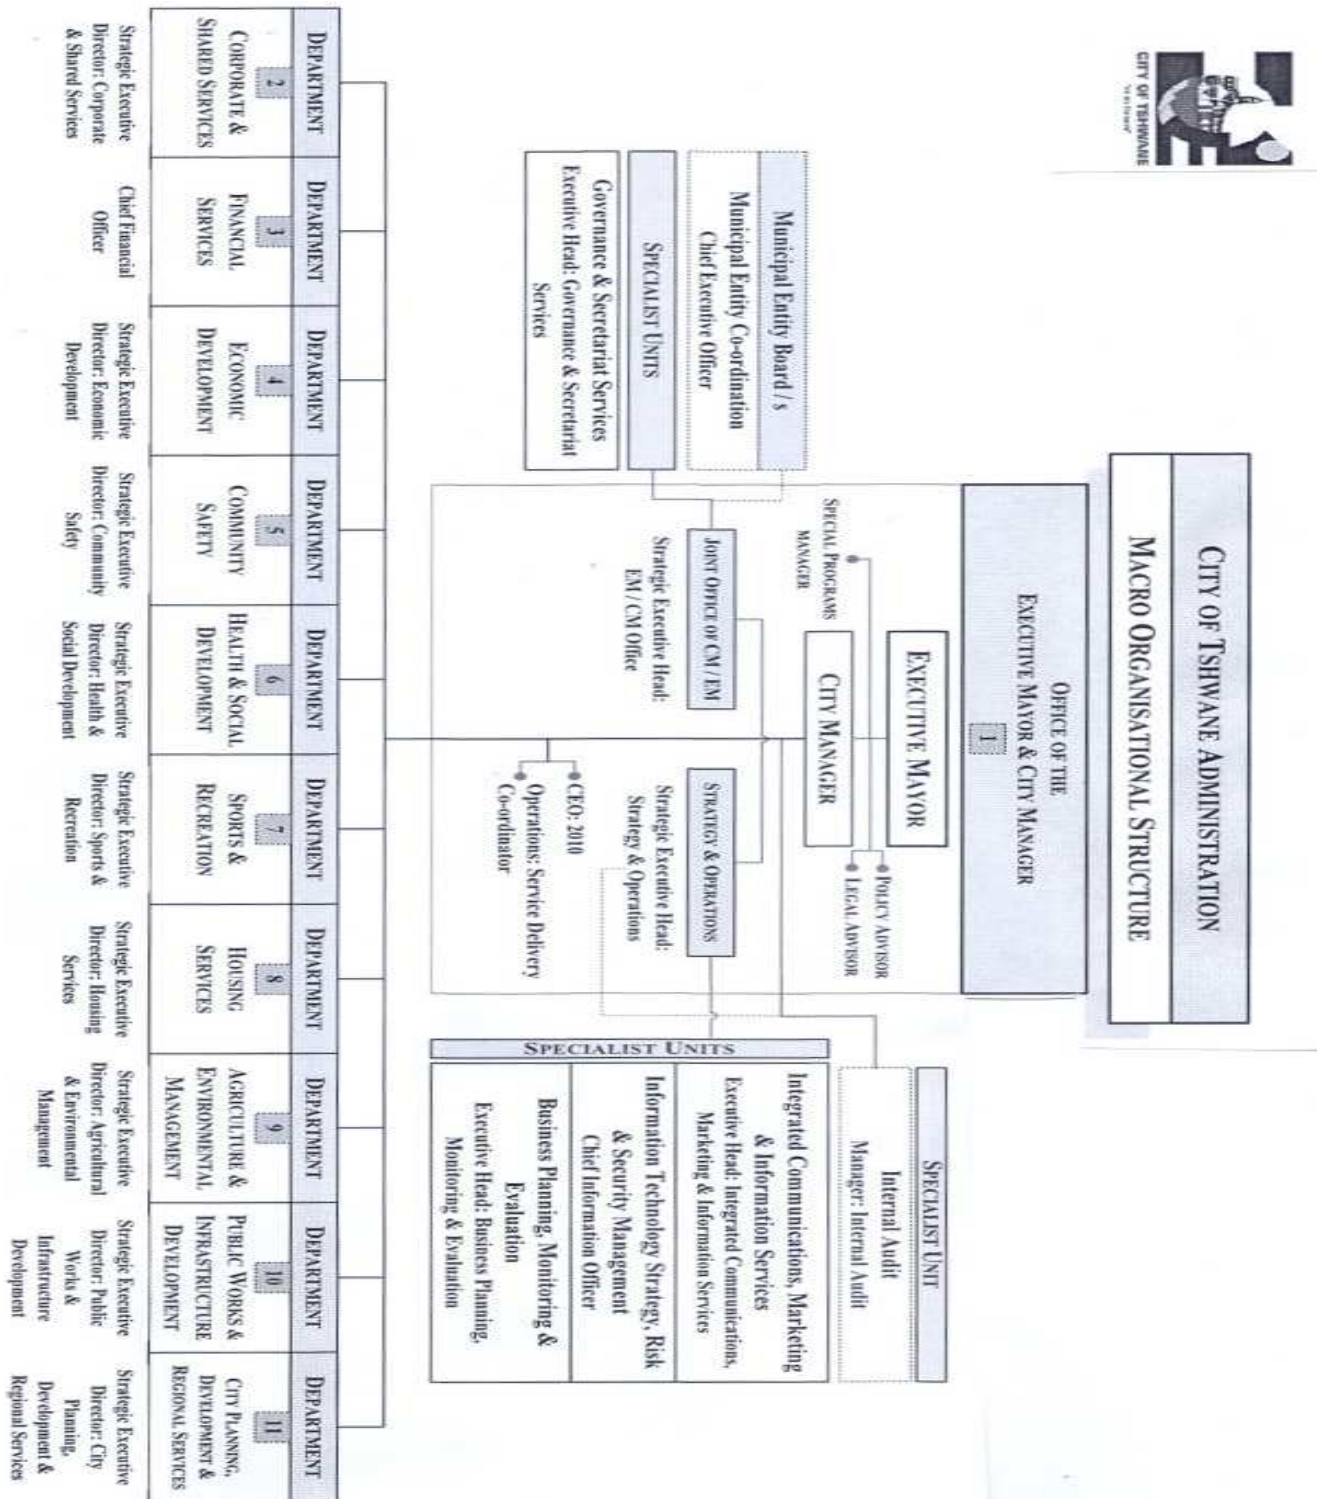 CITY OF TSHWANE
CITY OF TSHWANE ADMINISTRATION
MACRO ORGANISATIONAL STRUCTURE
OFFICE OF THE
EXECUTIVE MAYOR & CITY MANAGER
1
EXECUTIVE MAYOR
CITY MANAGER
SPECIAL PROGRAMS
MANAGER
POLICY ADVISOR
LEGAL ADVISOR
Municipal Entity Board / s
Municipal Entity Co-ordination
Chief Executive Officer
SPECIALIST UNITS
Governance & Secretariat Services
Executive Head: Governance & Secretariat
Services
JOINT OFFICE OF CM / EM
Strategic Executive Head:
EM / CM Office
STRATEGY & OPERATIONS
Strategic Executive Head:
Strategy & Operations
CEO: 2010
Operations: Service Delivery
Co-ordinator
SPECIALIST UNIT
Internal Audit
Manager: Internal Audit
SPECIALIST UNITS
Integrated Communications, Marketing
& Information Services
Executive Head: Integrated Communications,
Marketing & Information Services
Information Technology Strategy, Risk
& Security Management
Chief Information Officer
Business Planning, Monitoring &
Evaluation
Executive Head: Business Planning,
Monitoring & Evaluation
DEPARTMENT
2
CORPORATE &
SHARED SERVICES
Strategic Executive
Director: Corporate
& Shared Services
DEPARTMENT
3
FINANCIAL
SERVICES
Chief Financial
Officer
DEPARTMENT
4
ECONOMIC
DEVELOPMENT
Strategic Executive
Director: Economic
Development
DEPARTMENT
5
COMMUNITY
SAFETY
Strategic Executive
Director: Community
Safety
DEPARTMENT
6
HEALTH & SOCIAL
DEVELOPMENT
Strategic Executive
Director: Health &
Social Development
DEPARTMENT
7
SPORTS &
RECREATION
Strategic Executive
Director: Sports &
Recreation
DEPARTMENT
8
HOUSING
SERVICES
Strategic Executive
Director: Housing
Services
DEPARTMENT
9
AGRICULTURE &
ENVIRONMENTAL
MANAGEMENT
Strategic Executive
Director: Agricultural
& Environmental
Management
DEPARTMENT
10
PUBLIC WORKS &
INFRASTRUCTURE
DEVELOPMENT
Strategic Executive
Director: Public
Works &
Infrastructure
Development
DEPARTMENT
11
CITY PLANNING,
DEVELOPMENT &
REGIONAL SERVICES
Strategic Executive
Director: City
Planning,
Development &
Regional Services